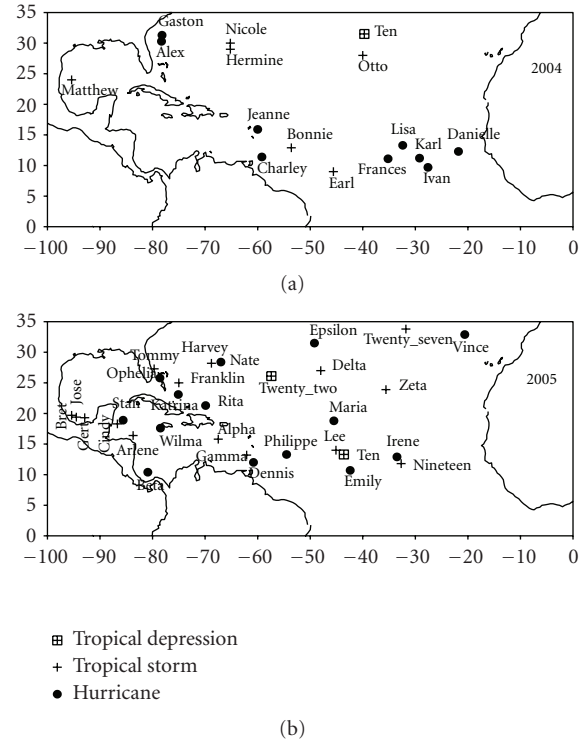 35
30
25
20
15
10
5
0
Gaston
Alex
Nicole
Hermine
Ten
Otto
2004
Matthew
Jeanne
Bonnie
Charley
Earl
Lisa
Karl
Danielle
Frances
Ivan
−100 −90 −80 −70 −60 −50 −40 −30 −20 −10 0
(a)
35
30
25
20
15
10
5
0
Epsilon
Twenty_seven
Vince
2005
Tommy
Harvey
Nate
Ophelia
Franklin
Twenty_two
Delta
Zeta
Bret
Jose
Gert
Cindy
Stan
Katrina
Rita
Maria
Arlene
Wilma
Alpha
Gamma
Philippe
Dennis
Lee
Ten
Irene
Nineteen
Emily
Beta
−100 −90 −80 −70 −60 −50 −40 −30 −20 −10 0
Tropical depression
Tropical storm
Hurricane
(b)